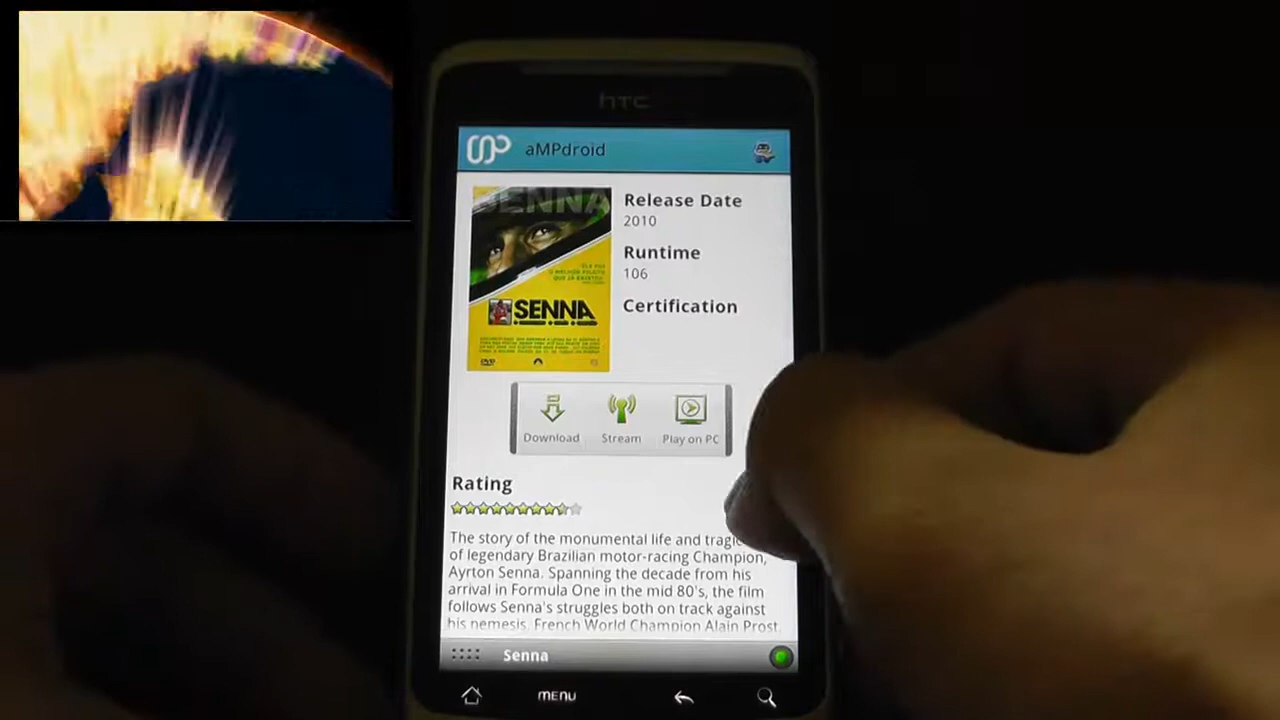 hTC
aMPdroid
SENNA
Release Date
2010
Runtime
106
Certification
SENNA
Download
Stream
Play on PC
Rating
The story of the monumental life and tragic
of legendary Brazilian motor-racing Champion,
Ayrton Senna. Spanning the decade from his
arrival in Formula One in the mid 80's, the film
follows Senna's struggles both on track against
his nemesis, French World Champion Alain Prost,
Senna
MENU